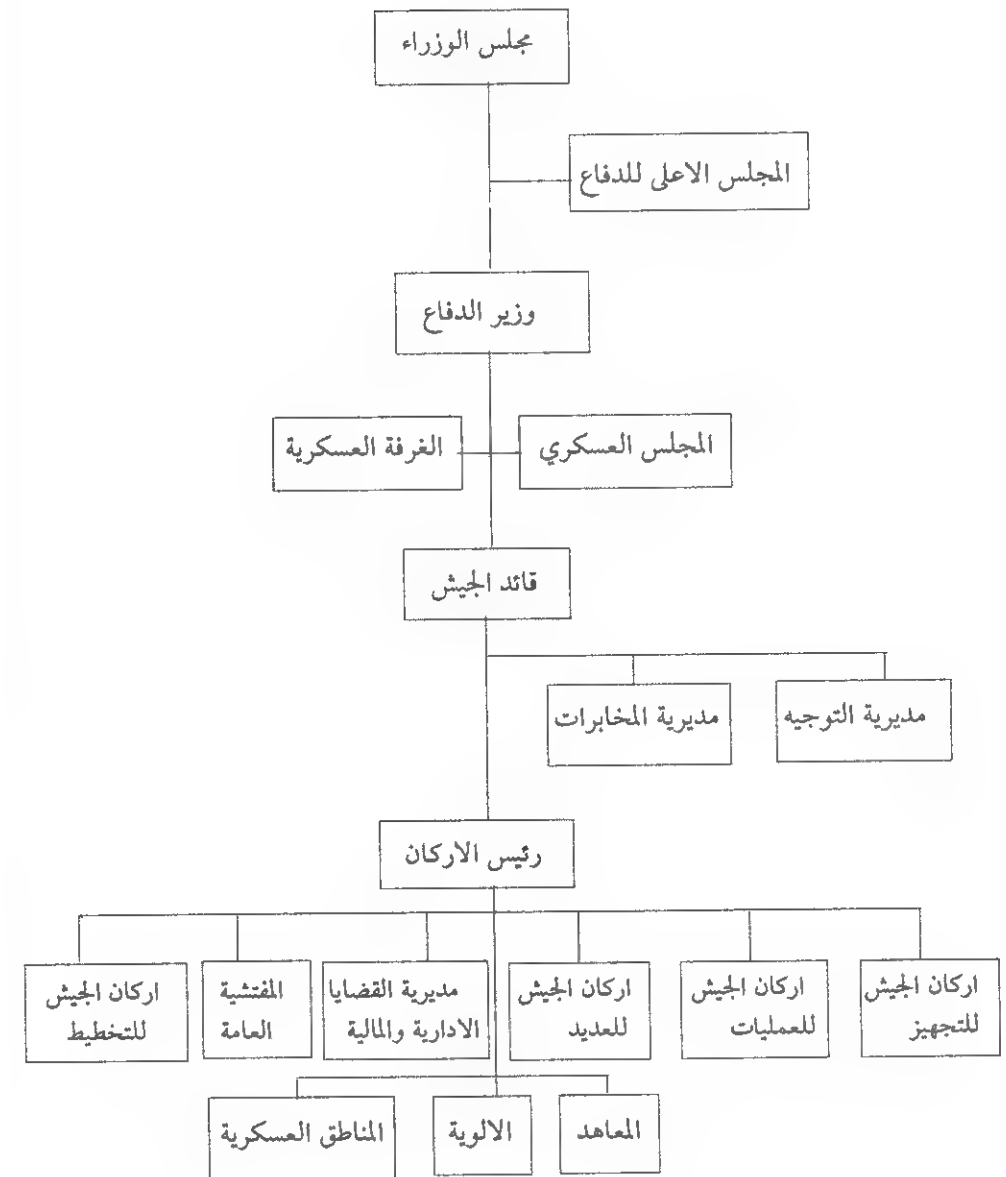 مجلس الوزراء
المجلس الاعلى للدفاع
وزير الدفاع
المجلس العسكري
الغرفة العسكرية
قائد الجيش
مديرية التوجيه
مديرية المخابرات
رئيس الاركان
اركان الجيش
للتجهيز
اركان الجيش
للعمليات
اركان الجيش
للعديد
مديرية القضايا
الادارية والمالية
المفتشية
العامة
اركان الجيش
للتخطيط
المعاهد
الالوية
المناطق العسكرية